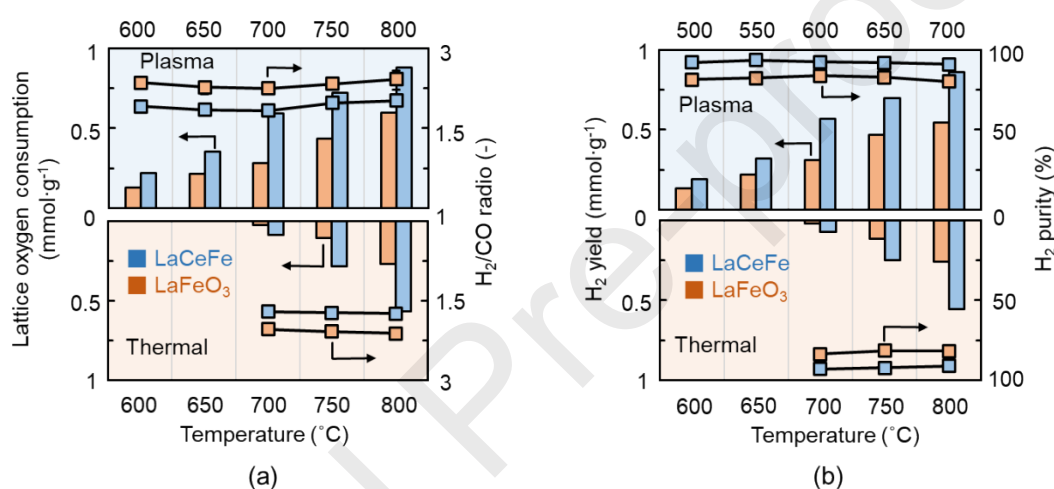 600 650 700 750 800
1 Plasma 3
0.5 1.5
0 1
LaCeFe
LaFeO₃
0.5 1.5
Thermal
1 3
600 650 700 750 800
Temperature (°C)
Lattice oxygen consumption
(mmol·g⁻¹)
H₂/CO radio (-)
(a)
500 550 600 650 700
1 100
Plasma
0.5 50
0 0
LaCeFe
LaFeO₃
0.5 50
Thermal
1 100
600 650 700 750 800
Temperature (°C)
H₂ yield (mmol·g⁻¹)
H₂ purity (%)
(b)
Pre-pro